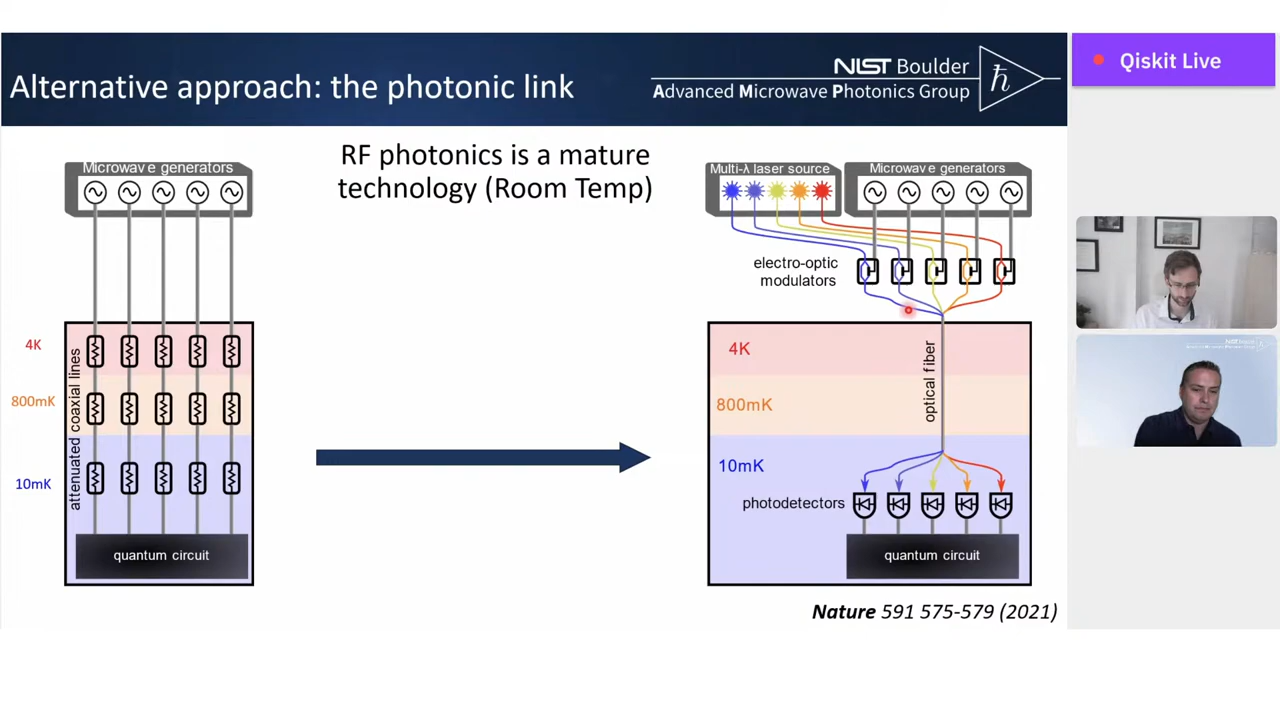 Alternative approach: the photonic link
NIST Boulder
Advanced Microwave Photonics Group
ħ
Qiskit Live
RF photonics is a mature
technology (Room Temp)
Microwave generators
4K
800mK
10mK
attenuated coaxial lines
quantum circuit
Multi-λ laser source
Microwave generators
electro-optic
modulators
4K
800mK
10mK
optical fiber
photodetectors
quantum circuit
Nature 591 575-579 (2021)